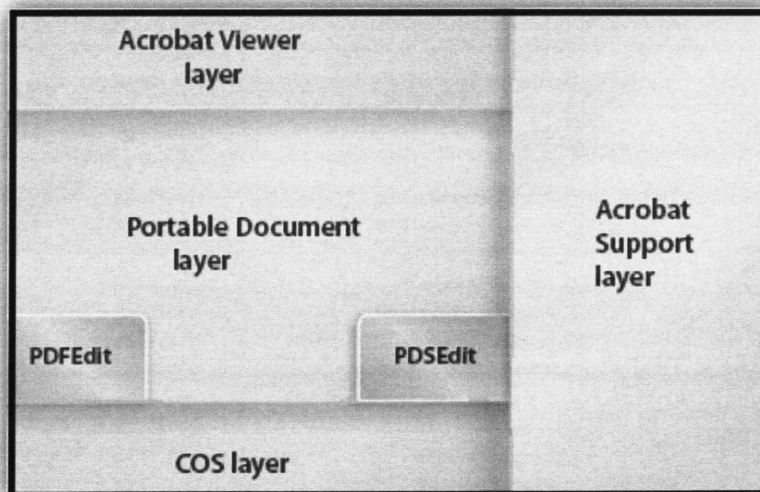 Acrobat Viewer
layer
Portable Document
layer
Acrobat
Support
layer
PDFEdit
PDSEdit
COS layer